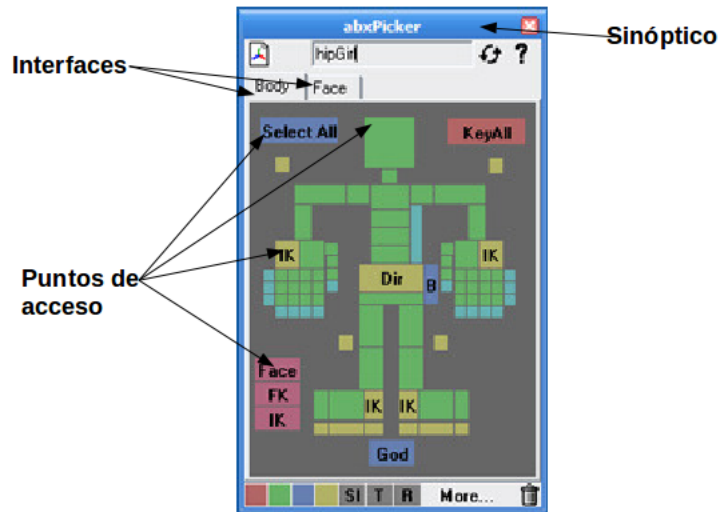 abxPicker
Sinóptico
hipGirl
?
Interfaces
Body
Face
Select All
KeyAll
IK
IK
Puntos de
acceso
Dir
B
Face
FK
IK
IK
IK
God
SI
T
R
More...